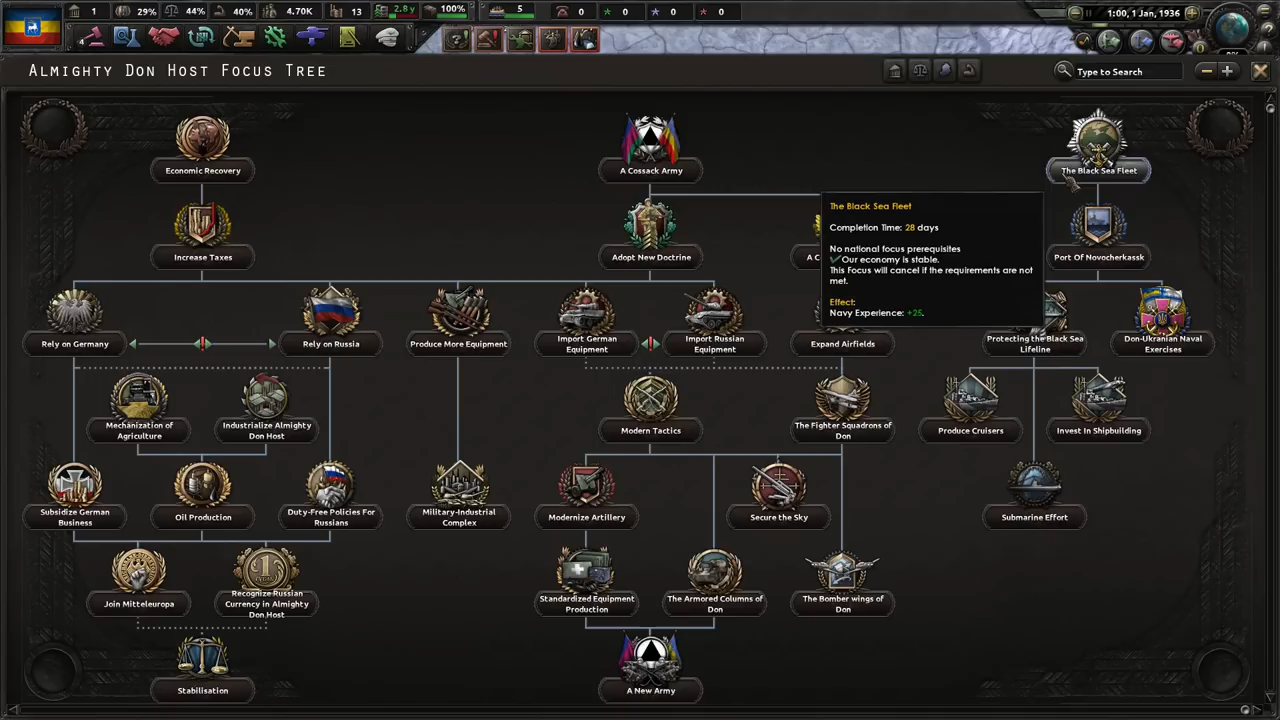 1
29%
44%
40%
4.70K
13
2.8 y
100%
5
0
0
0
0
1:00, 1 Jan, 1936
4
0%
ALMIGHTY DON HOST FOCUS TREE
Type to Search
Economic Recovery
A Cossack Army
The Black Sea Fleet
Increase Taxes
Adopt New Doctrine
A C
Port Of Novocherkassk
The Black Sea Fleet
Completion Time: 28 days
No national focus prerequisites
Our economy is stable.
This Focus will cancel if the requirements are not
met.
Effect:
Navy Experience: +25.
Rely on Germany
Rely on Russia
Produce More Equipment
Import German
Equipment
Import Russian
Equipment
Expand Airfields
Protecting the Black Sea
Lifeline
Don-Ukranian Naval
Exercises
Mechanization of
Agriculture
Industrialize Almighty
Don Host
Modern Tactics
The Fighter Squadrons of
Don
Produce Cruisers
Invest In Shipbuilding
Subsidize German
Business
Oil Production
Duty-Free Policies For
Russians
Military-Industrial
Complex
Modernize Artillery
Secure the Sky
Submarine Effort
Join Mitteleuropa
Recognize Russian
Currency in Almighty
Don Host
Standardized Equipment
Production
The Armored Columns of
Don
The Bomber wings of
Don
Stabilisation
A New Army